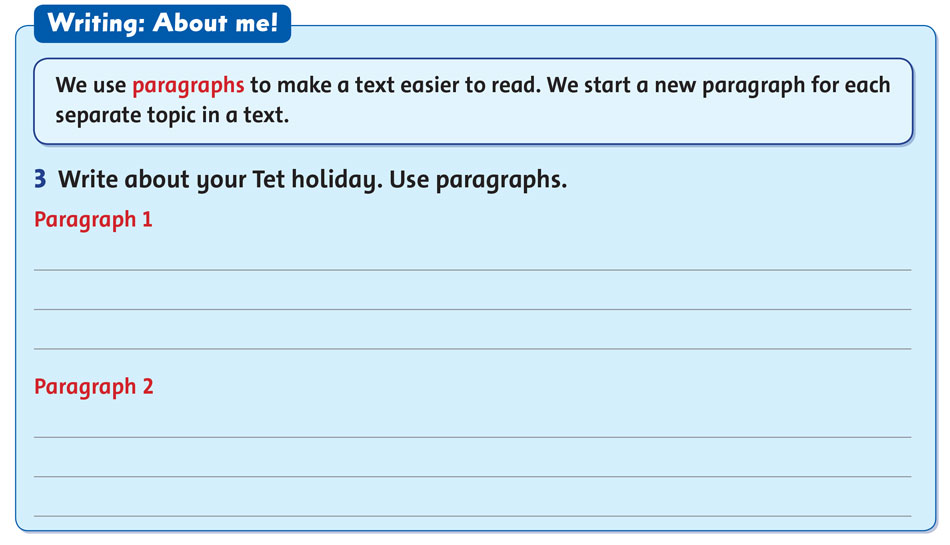 Writing: About me!
We use paragraphs to make a text easier to read. We start a new paragraph for each
separate topic in a text.
3 Write about your Tet holiday. Use paragraphs.
Paragraph 1
Paragraph 2